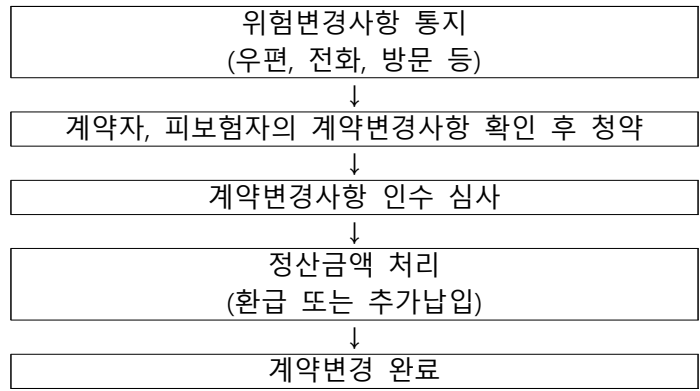 위험변경사항 통지
(우편, 전화, 방문 등)
↓
계약자, 피보험자의 계약변경사항 확인 후 청약
↓
계약변경사항 인수 심사
↓
정산금액 처리
(환급 또는 추가납입)
↓
계약변경 완료